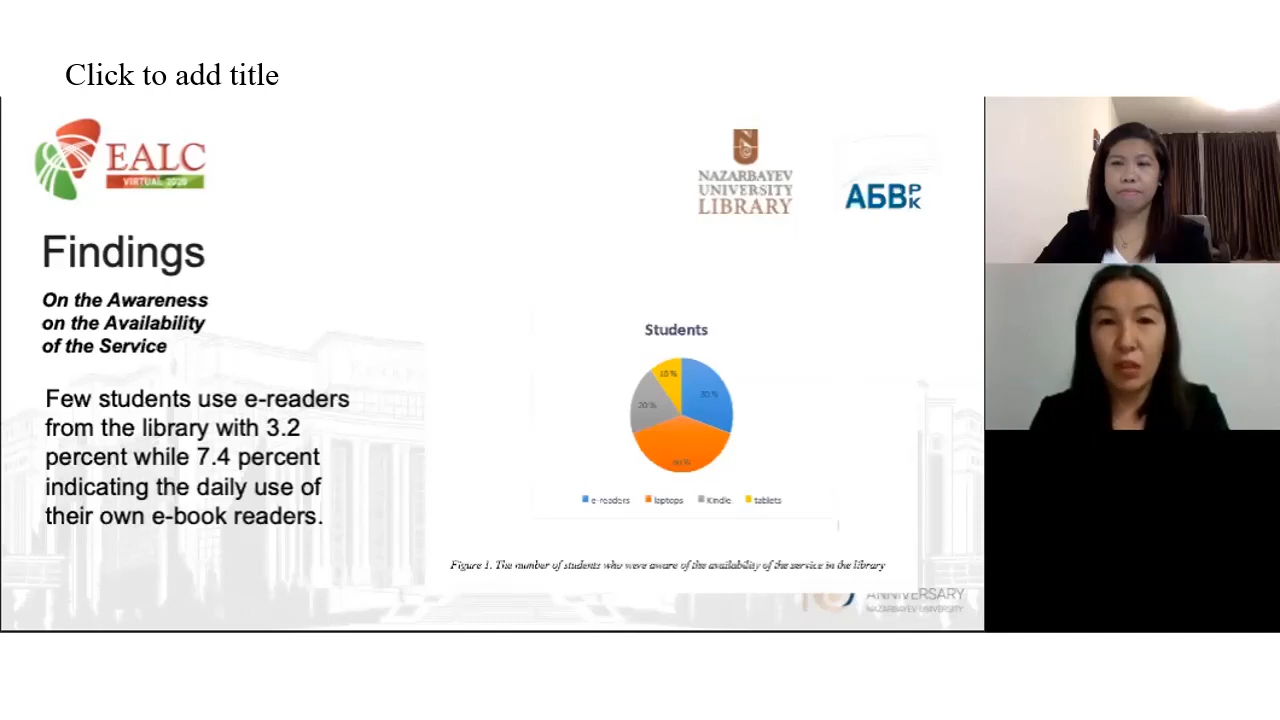 Click to add title
EALC
VIRTUAL 2020
NAZARBAYEV
UNIVERSITY
LIBRARY
АБВРК
Findings
On the Awareness
on the Availability
of the Service
Few students use e-readers
from the library with 3.2
percent while 7.4 percent
indicating the daily use of
their own e-book readers.
Students
10%
30%
20%
e-readers laptops Kindle tablets
Figure 1. The number of students who were aware of the availability of the service in the library
ANNIVERSARY
NAZARBAYEV UNIVERSITY